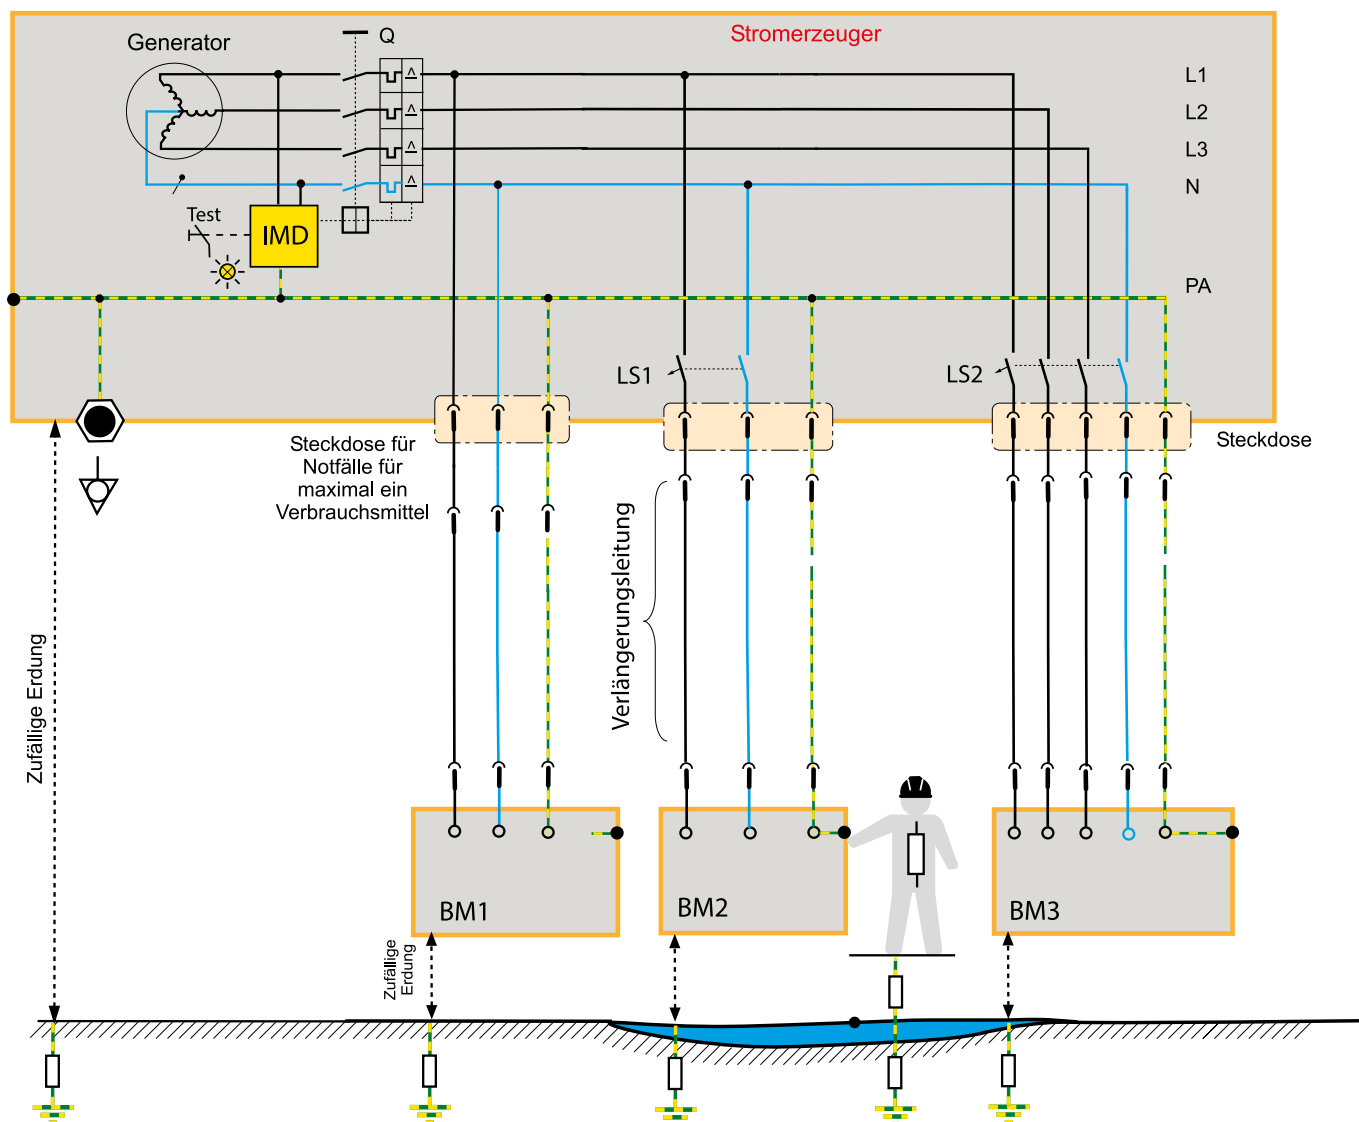 Stromerzeuger
Generator
Q
L1
L2
L3
N
Test
IMD
PA
LS1
LS2
Steckdose
Steckdose für
Notfälle für
maximal ein
Verbrauchsmittel
Verlängerungsleitung
Zufällige Erdung
BM1
BM2
BM3
Zufällige
Erdung